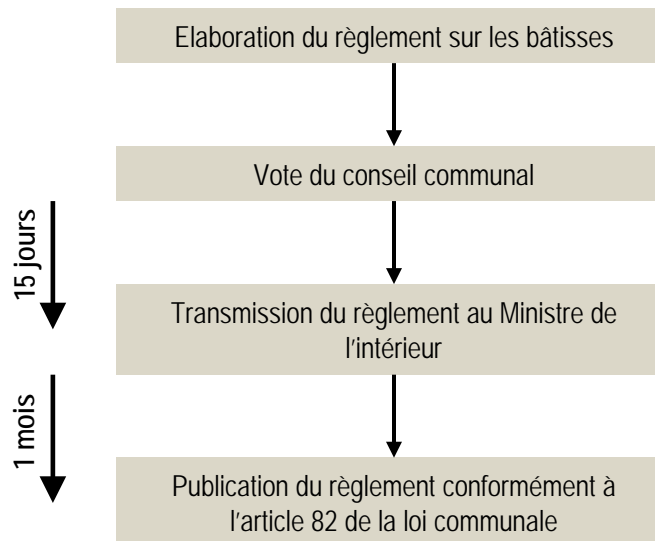 Elaboration du règlement sur les bâtisses
Vote du conseil communal
15 jours
Transmission du règlement au Ministre de
l'intérieur
1 mois
Publication du règlement conformément à
l'article 82 de la loi communale